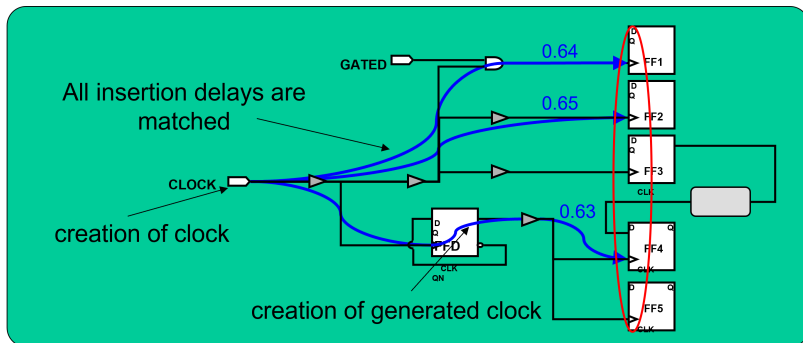 D
Q
FF1
0.64
GATED
All insertion delays are
matched
0.65
D
Q
FF2
D
Q
FF3
CLK
CLOCK
creation of clock
0.63
D
Q
FFD
CLK
QN
D
Q
FF4
CLK
creation of generated clock
D
Q
FF5
CLK